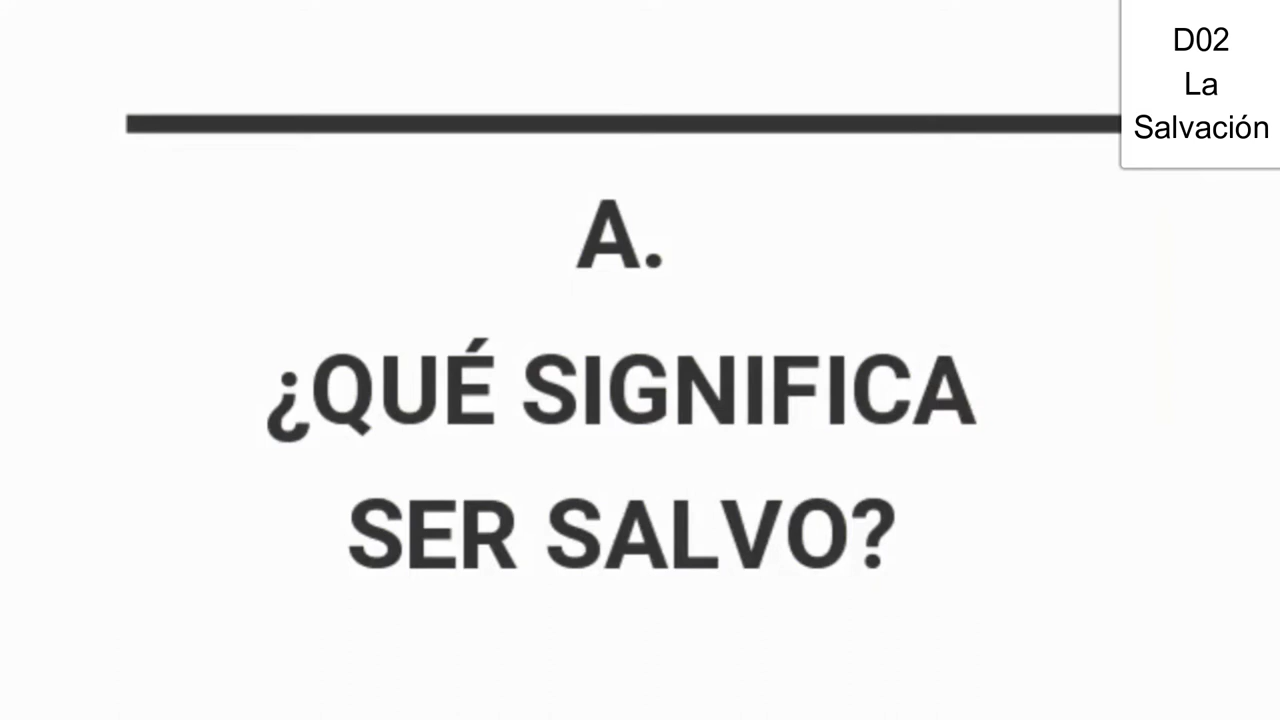 D02
La
Salvación
A.
¿QUÉ SIGNIFICA
SER SALVO?